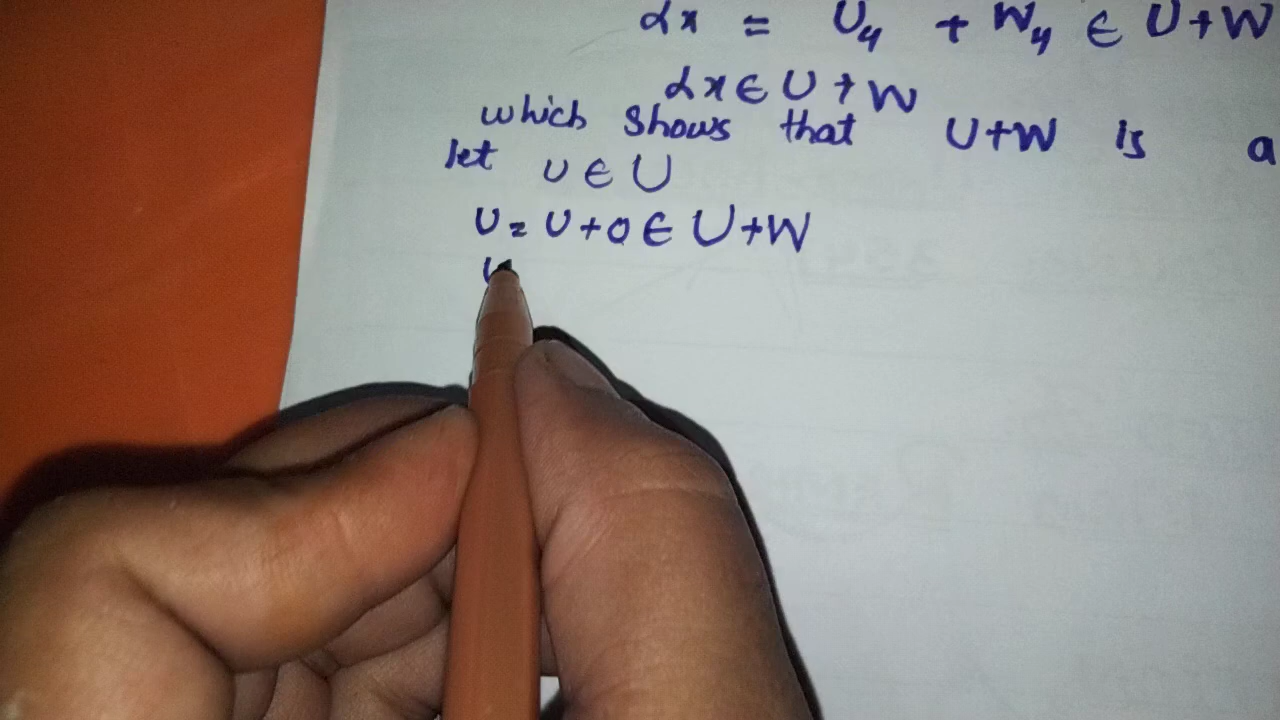 αx = U₄ + W₄ ∈ U+W
αx ∈ U+W
which shows that U+W is a
let u ∈ U
u = u+0 ∈ U+W
u